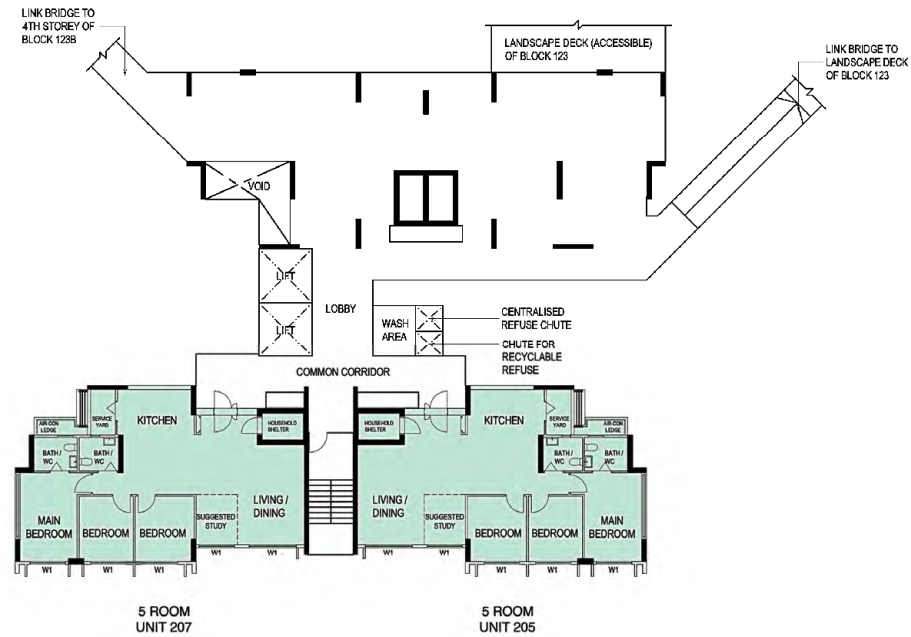 LINK BRIDGE TO
4TH STOREY OF
BLOCK 123B
LANDSCAPE DECK (ACCESSIBLE)
OF BLOCK 123
LINK BRIDGE TO
LANDSCAPE DECK
OF BLOCK 123
VOID
LIFT
LOBBY
LIFT
WASH
AREA
CENTRALISED
REFUSE CHUTE
CHUTE FOR
RECYCLABLE
REFUSE
COMMON CORRIDOR
AIR-CON
LEDGE
SERVICE
YARD
KITCHEN
HOUSEHOLD
SHELTER
BATH /
WC
BATH /
WC
MAIN
BEDROOM
BEDROOM
BEDROOM
SUGGESTED
STUDY
LIVING /
DINING
W1
W1
W1
W1
W1
HOUSEHOLD
SHELTER
KITCHEN
SERVICE
YARD
AIR-CON
LEDGE
BATH /
WC
BATH /
WC
LIVING /
DINING
SUGGESTED
STUDY
BEDROOM
BEDROOM
MAIN
BEDROOM
W1
W1
W1
W1
W1
5 ROOM
UNIT 207
5 ROOM
UNIT 205